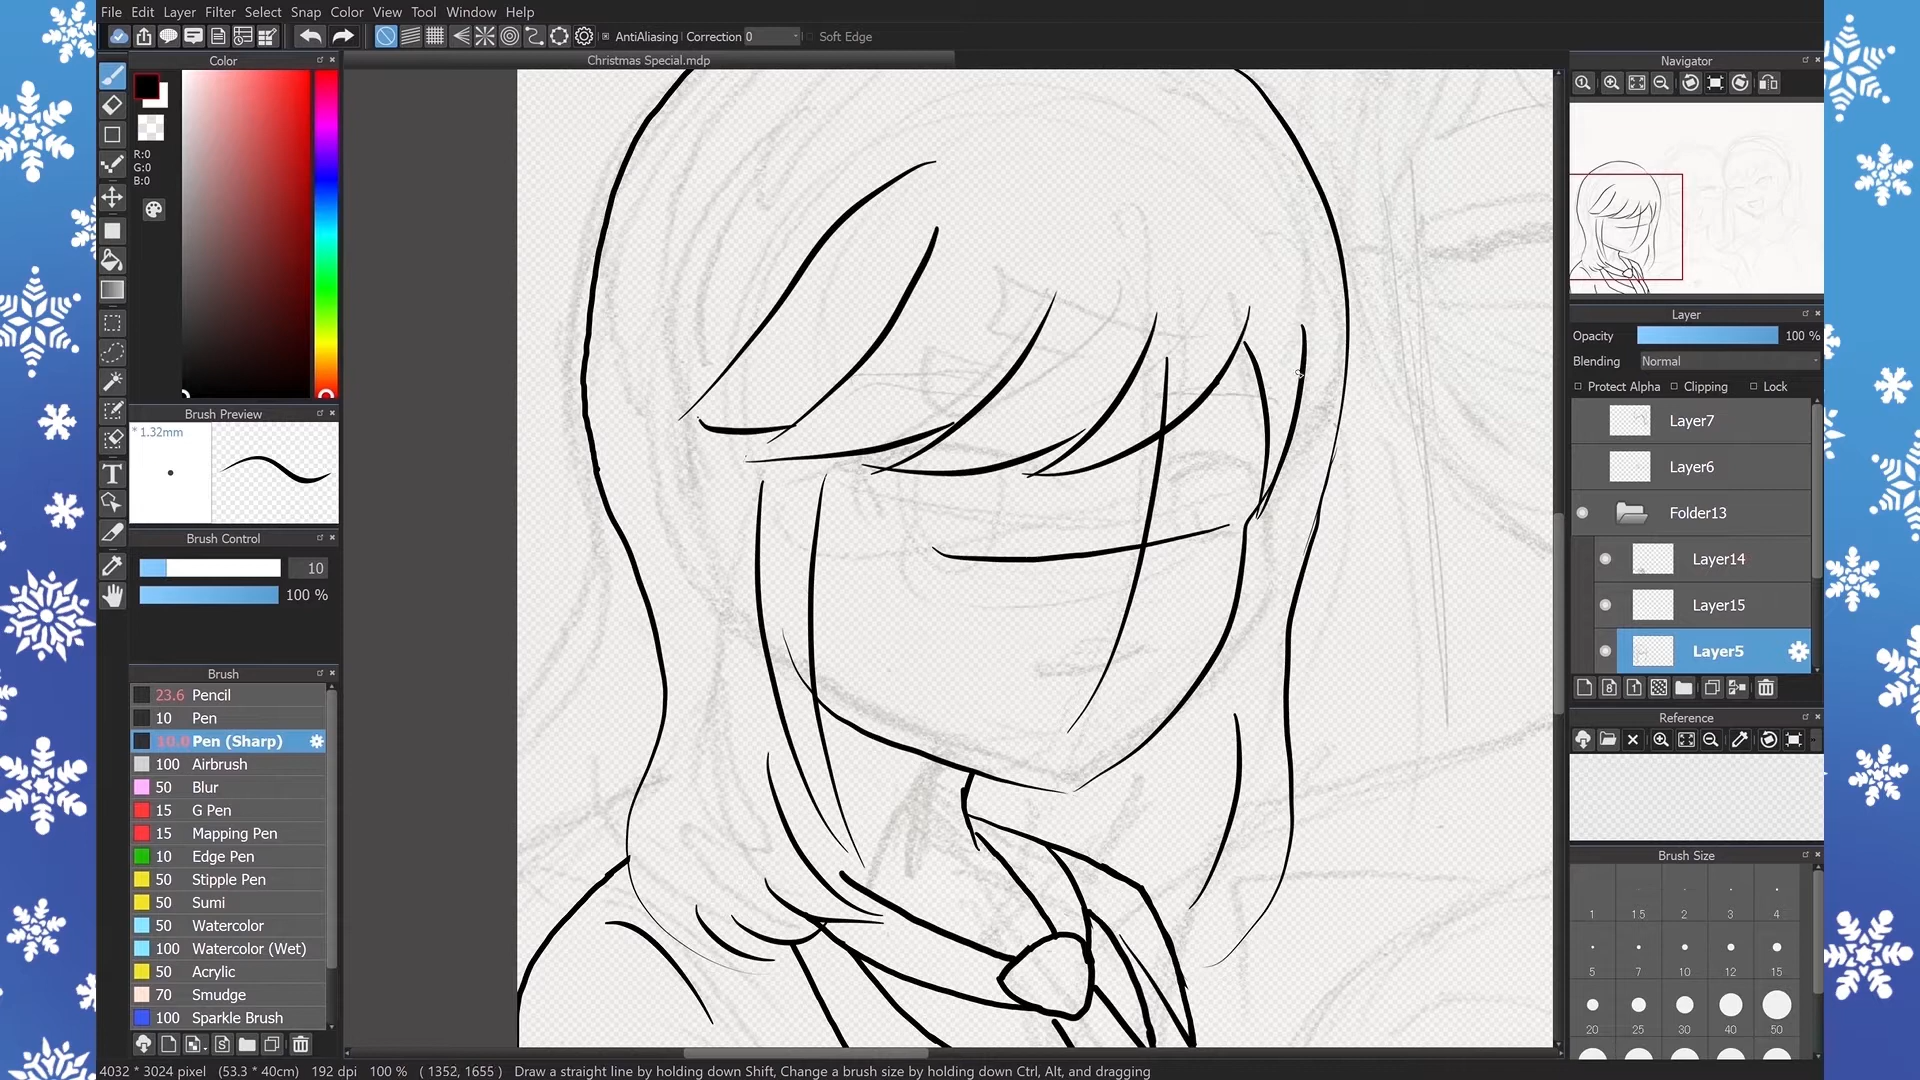 File Edit Layer Filter Select Snap Color View Tool Window Help
AntiAliasing Correction 0 Soft Edge
Color
Christmas Special.mdp
Navigator
R:0
G:0
B:0
Brush Preview
* 1.32mm
Brush Control
10
100 %
Brush
23.6 Pencil
10 Pen
10.0 Pen (Sharp)
100 Airbrush
50 Blur
15 G Pen
15 Mapping Pen
10 Edge Pen
50 Stipple Pen
50 Sumi
50 Watercolor
100 Watercolor (Wet)
50 Acrylic
70 Smudge
100 Sparkle Brush
Layer
Opacity 100 %
Blending Normal
Protect Alpha Clipping Lock
Layer7
Layer6
Folder13
Layer14
Layer15
Layer5
Reference
Brush Size
1 1.5 2 3 4
5 7 10 12 15
20 25 30 40 50
4032 * 3024 pixel (53.3 * 40cm) 192 dpi 100 % ( 1352, 1655 ) Draw a straight line by holding down Shift, Change a brush size by holding down Ctrl, Alt, and dragging